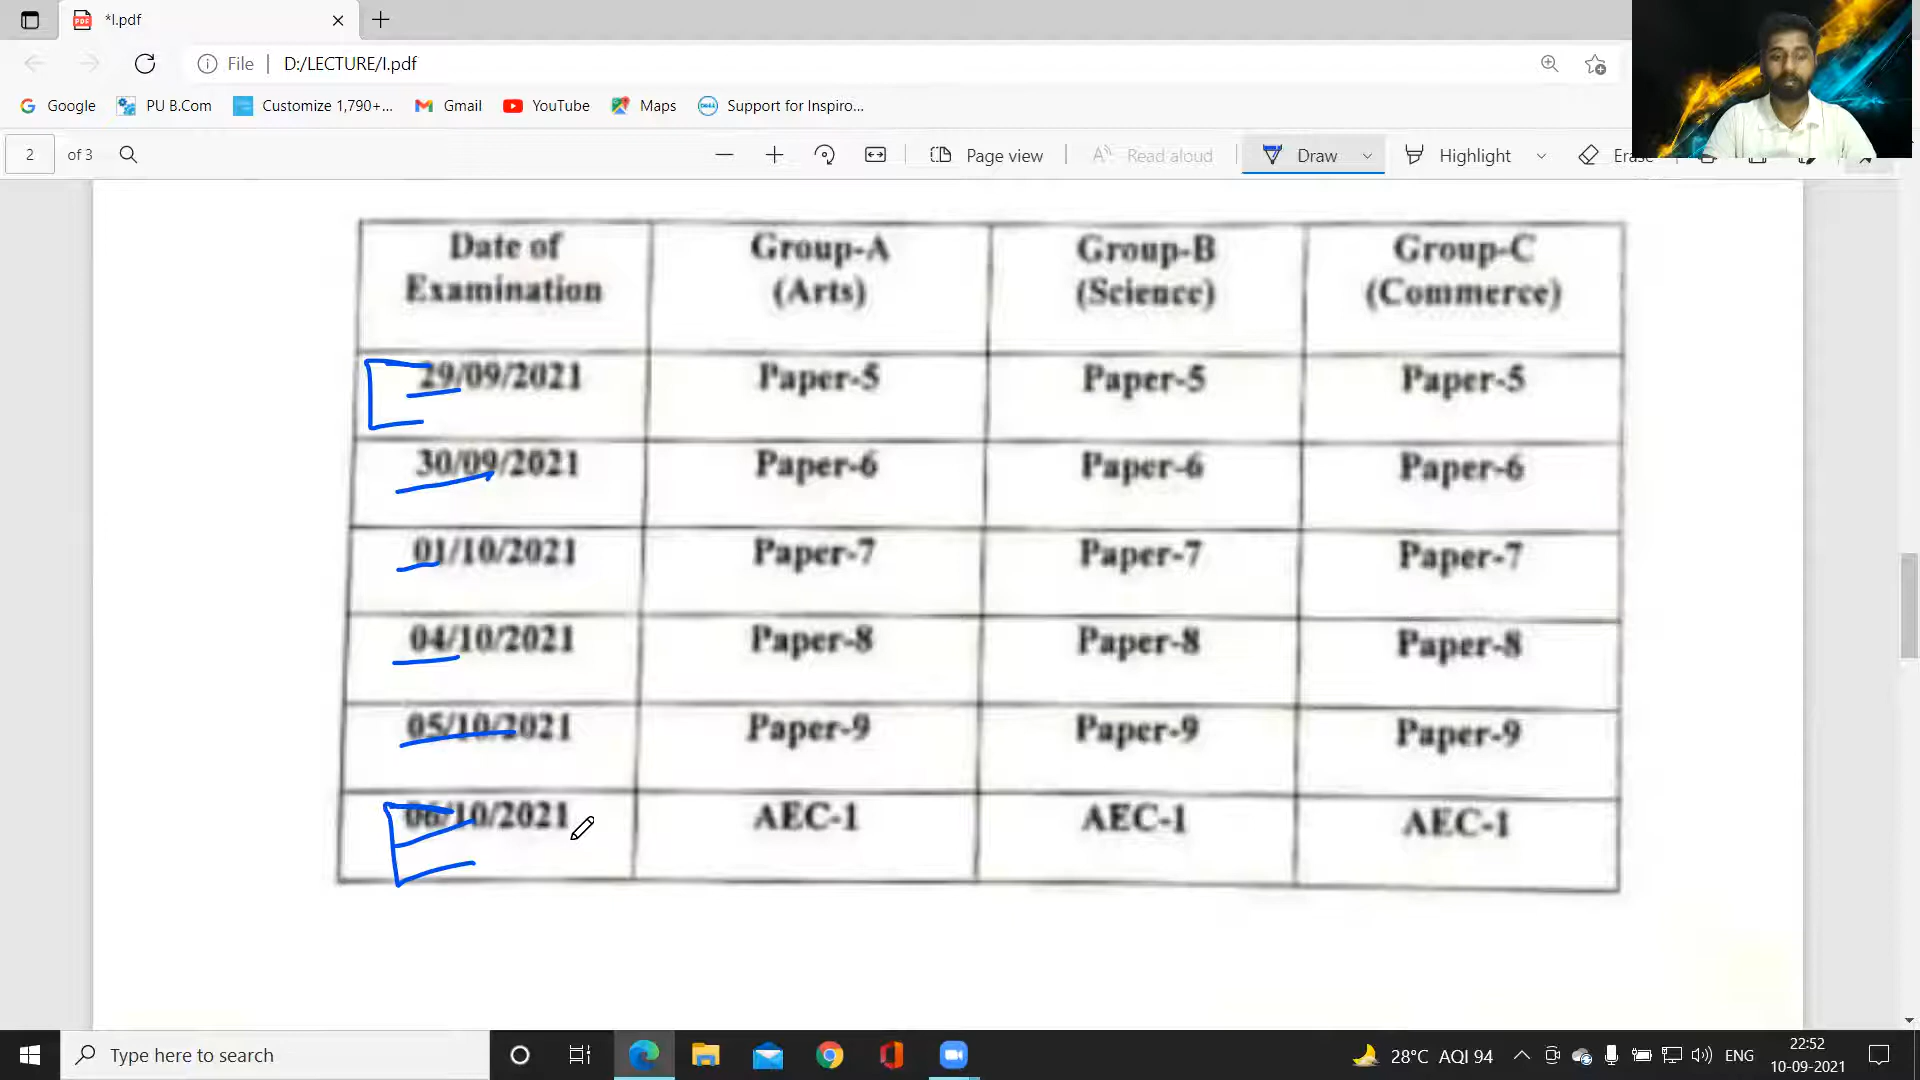 *I.pdf
File
D:/LECTURE/I.pdf
Google
PU B.Com
Customize 1,790+...
Gmail
YouTube
Maps
Support for Inspiro...
2 of 3
Page view
Read aloud
Draw
Highlight
Date of Examination
Group-A (Arts)
Group-B (Science)
Group-C (Commerce)
29/09/2021 Paper-5 Paper-5 Paper-5
30/09/2021 Paper-6 Paper-6 Paper-6
01/10/2021 Paper-7 Paper-7 Paper-7
04/10/2021 Paper-8 Paper-8 Paper-8
05/10/2021 Paper-9 Paper-9 Paper-9
06/10/2021 AEC-1 AEC-1 AEC-1
Type here to search
28°C AQI 94
ENG
22:52
10-09-2021